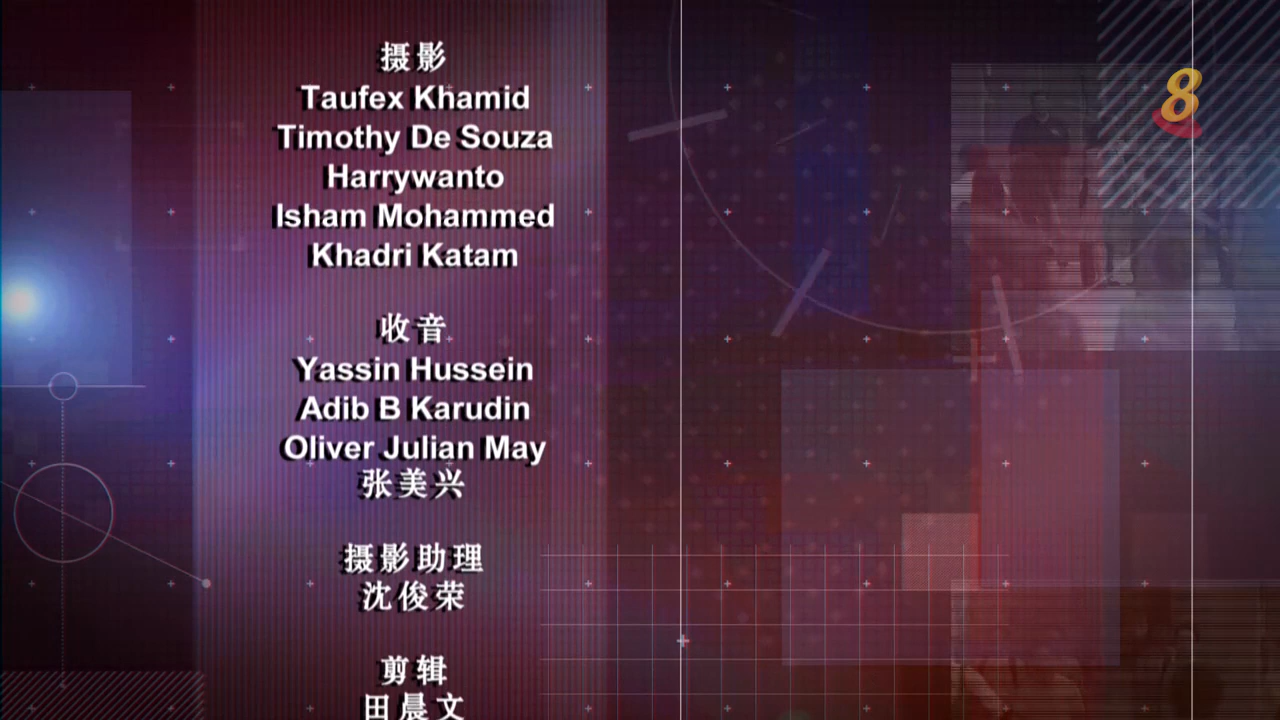 8
摄影
Taufex Khamid
Timothy De Souza
Harrywanto
Isham Mohammed
Khadri Katam
收音
Yassin Hussein
Adib B Karudin
Oliver Julian May
张美兴
摄影助理
沈俊荣
剪辑
田晨文